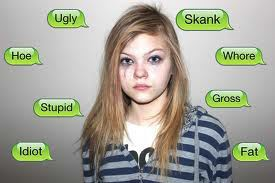 Ugly
Skank
Hoe
Whore
Stupid
Gross
Idiot
Fat